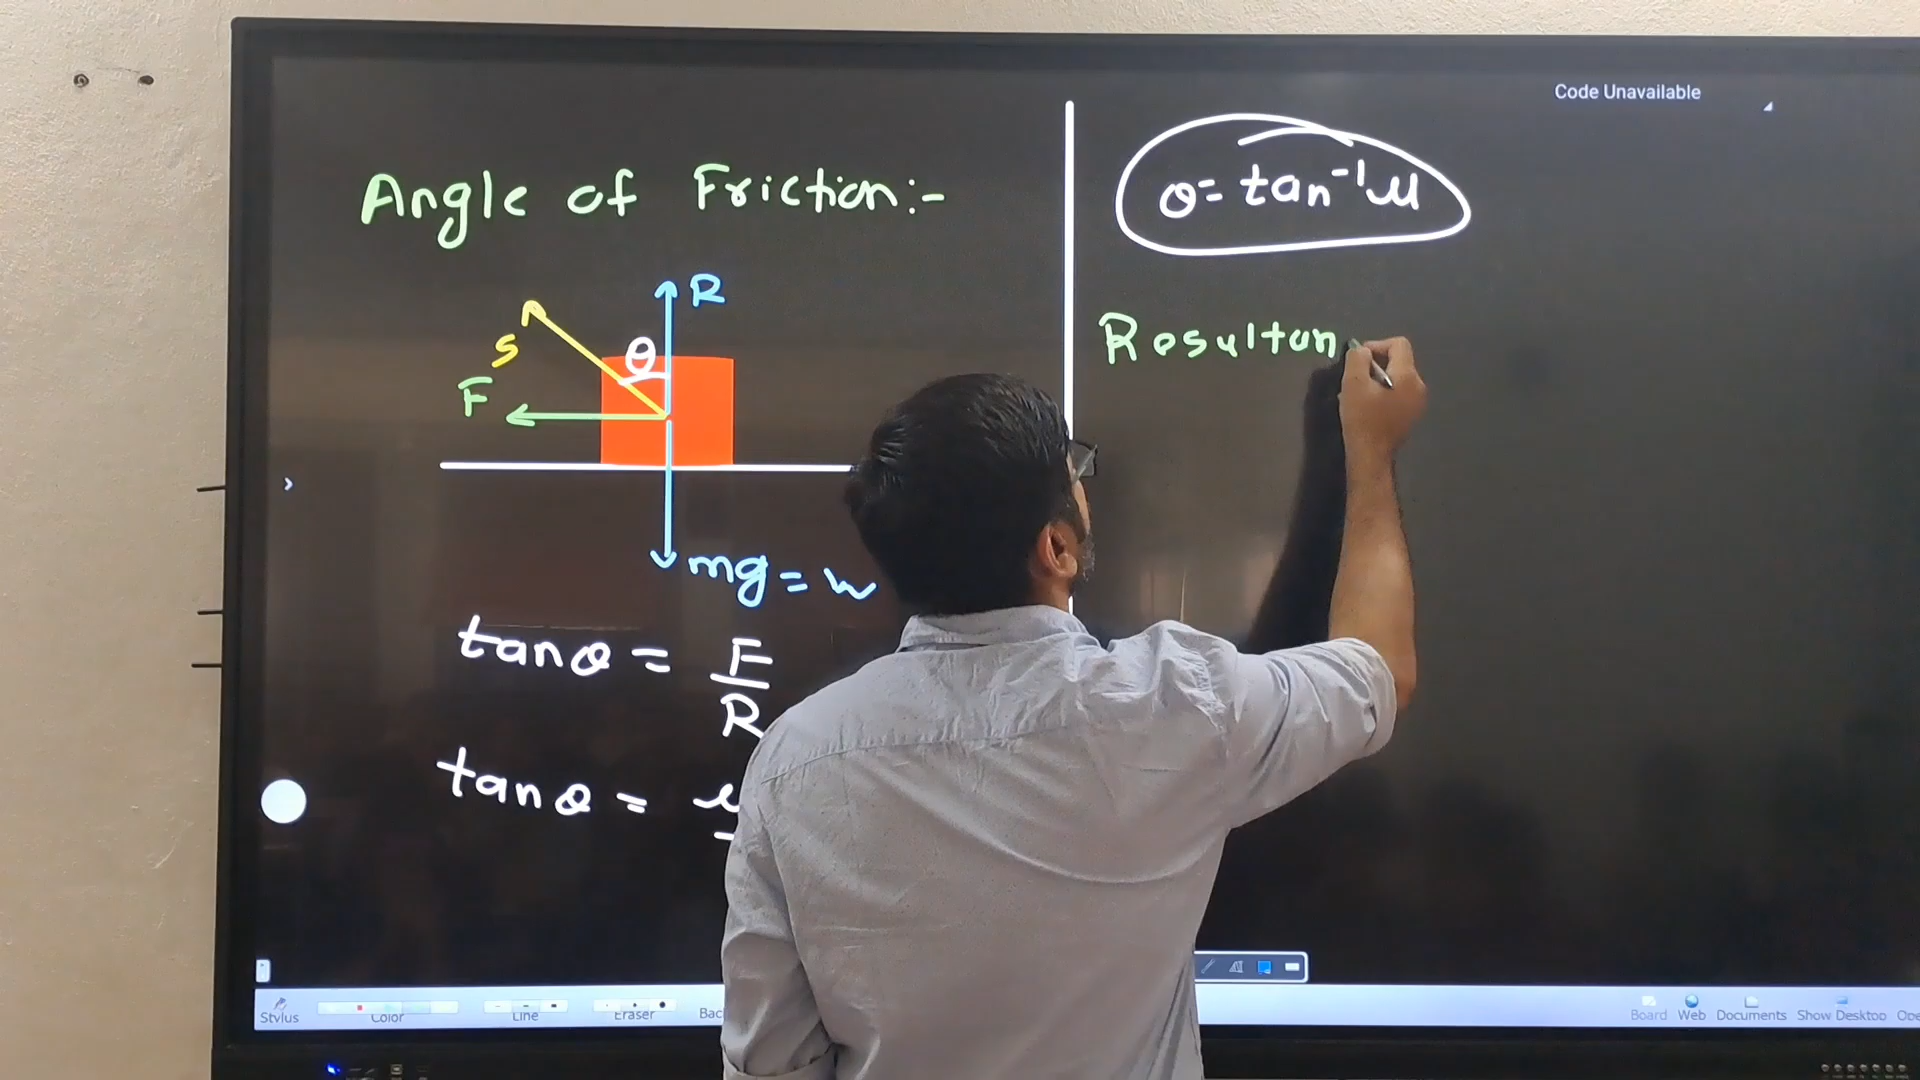 Code Unavailable
Angle of Friction:-
R
S
θ
F
mg = w
tanθ = F/R
tanθ = μ
θ = tan⁻¹μ
Resultan
Stylus
Color
Line
Eraser
Board
Web
Documents
Show Desktop